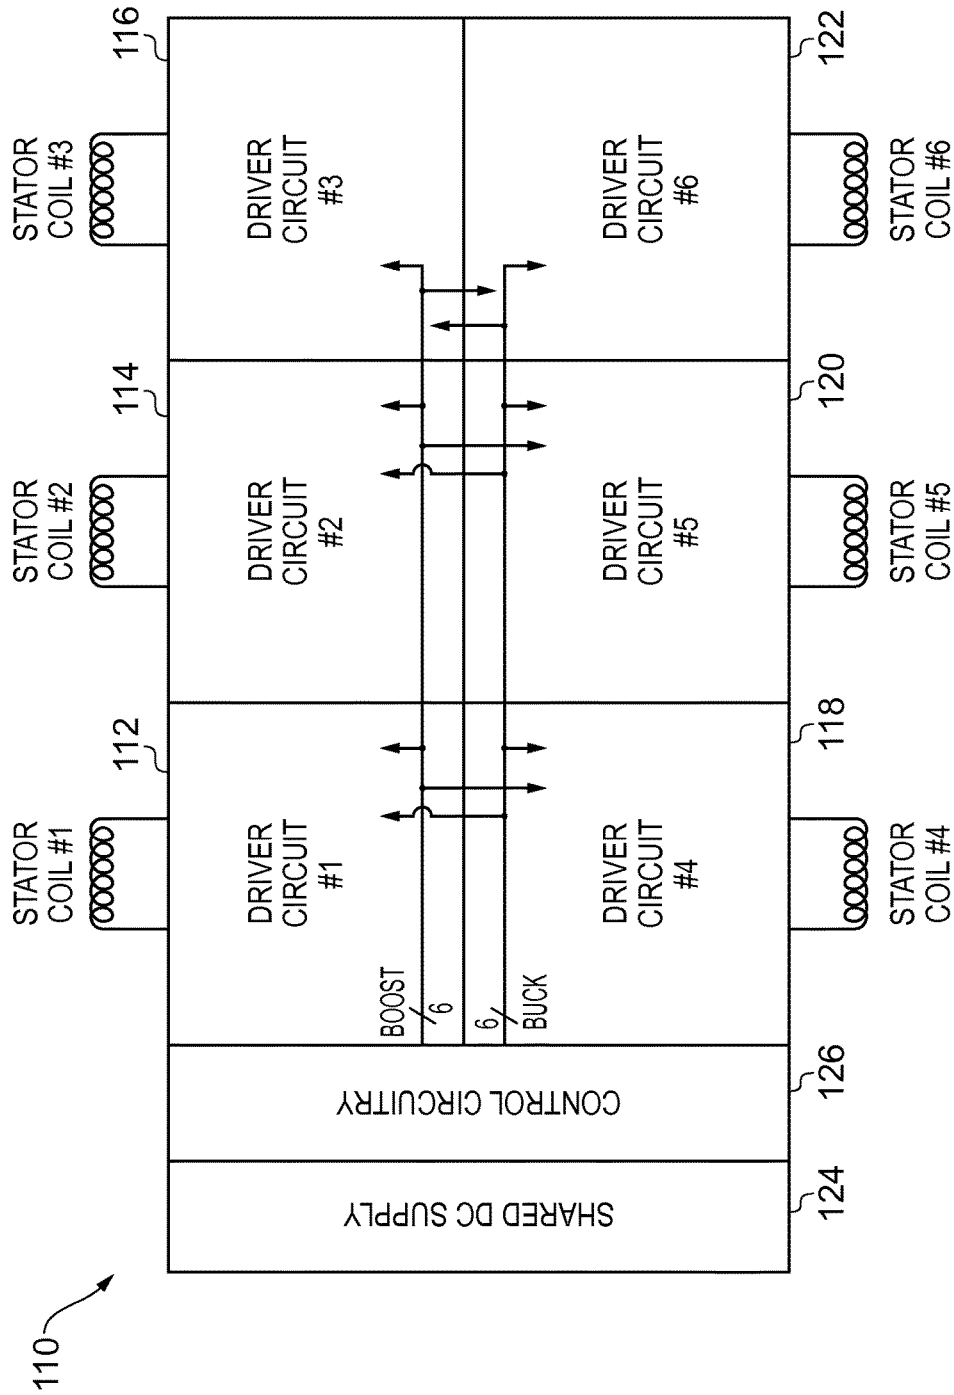 110
STATOR
COIL #1
STATOR
COIL #2
STATOR
COIL #3
112
114
116
SHARED DC SUPPLY
CONTROL CIRCUITRY
DRIVER
CIRCUIT
#1
DRIVER
CIRCUIT
#2
DRIVER
CIRCUIT
#3
BOOST
6
6
BUCK
DRIVER
CIRCUIT
#4
DRIVER
CIRCUIT
#5
DRIVER
CIRCUIT
#6
124
126
118
120
122
STATOR
COIL #4
STATOR
COIL #5
STATOR
COIL #6